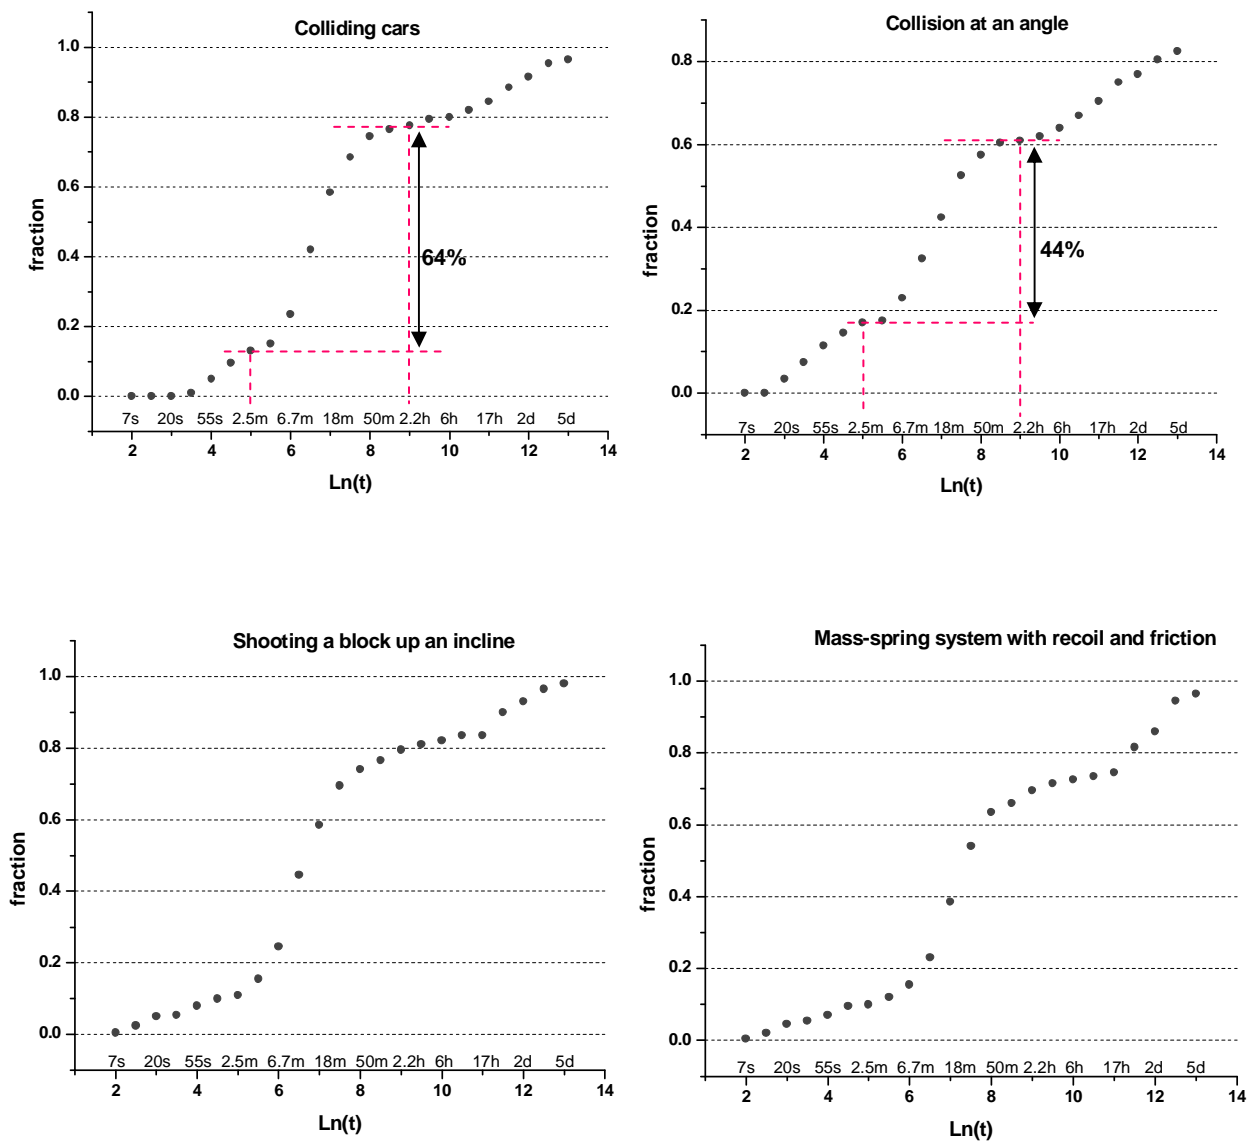 Colliding cars
1.0
0.8
0.6
0.4
0.2
0.0
fraction
64%
7s 20s 55s 2.5m 6.7m 18m 50m 2.2h 6h 17h 2d 5d
2 4 6 8 10 12 14
Ln(t)
Collision at an angle
0.8
0.6
0.4
0.2
0.0
fraction
44%
7s 20s 55s 2.5m 6.7m 18m 50m 2.2h 6h 17h 2d 5d
2 4 6 8 10 12 14
Ln(t)
Shooting a block up an incline
1.0
0.8
0.6
0.4
0.2
0.0
fraction
7s 20s 55s 2.5m 6.7m 18m 50m 2.2h 6h 17h 2d 5d
2 4 6 8 10 12 14
Ln(t)
Mass-spring system with recoil and friction
1.0
0.8
0.6
0.4
0.2
0.0
fraction
7s 20s 55s 2.5m 6.7m 18m 50m 2.2h 6h 17h 2d 5d
2 4 6 8 10 12 14
Ln(t)